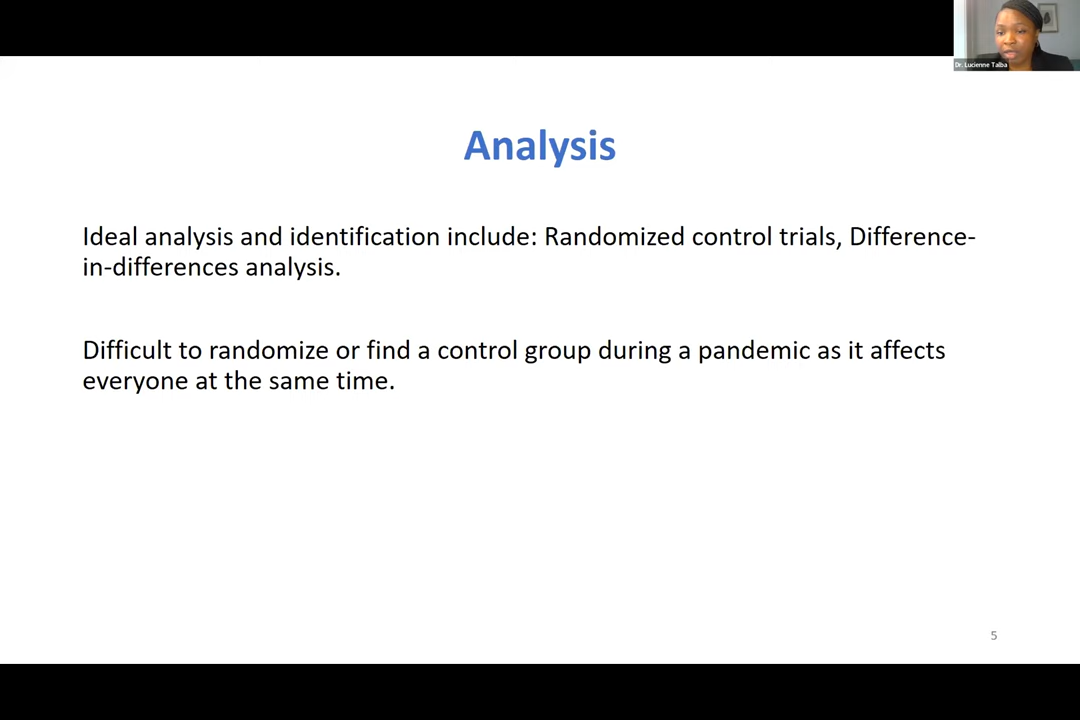 Dr. Lucienne Talba
Analysis
Ideal analysis and identification include: Randomized control trials, Difference-
in-differences analysis.
Difficult to randomize or find a control group during a pandemic as it affects
everyone at the same time.
5